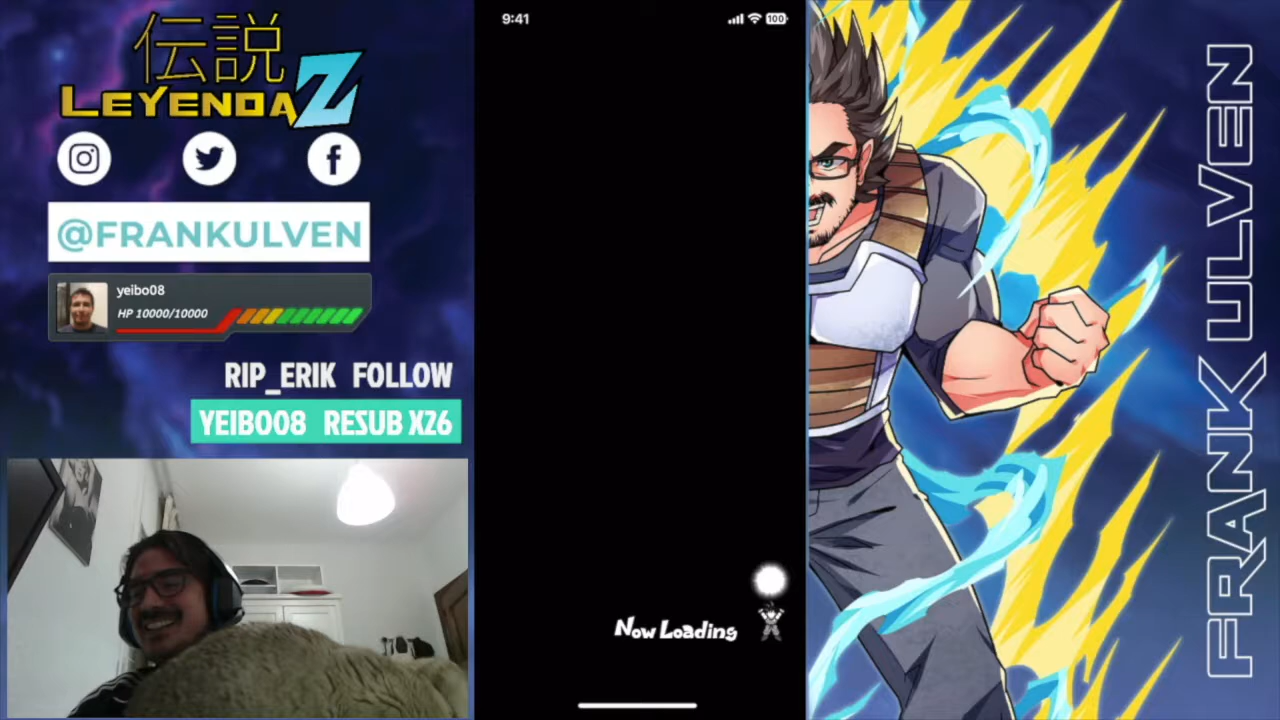 伝説
LEYENDA Z
@FRANKULVEN
yeibo08
HP 10000/10000
RIP_ERIK FOLLOW
YEIBO08 RESUB X26
9:41
100
Now Loading
FRANK ULVEN